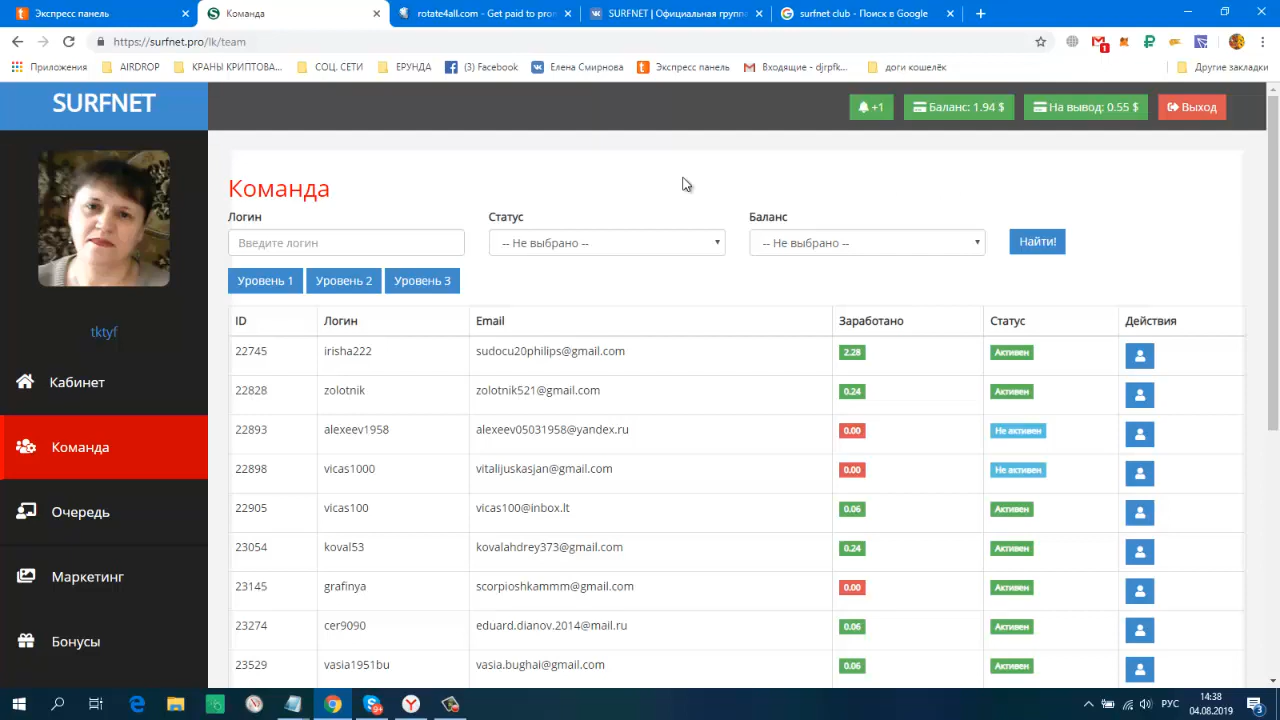 Экспресс панель
Команда
rotate4all.com - Get paid to pron
SURFNET | Официальная группа
surfnet club - Поиск в Google
https://surfnet.pro/lk/team
1
Приложения
AIRDROP
КРАНЫ КРИПТОВА...
СОЦ. СЕТИ
ЕРУНДА
(3) Facebook
Елена Смирнова
Экспресс панель
Входящие - djrpfk...
доги кошелёк
Другие закладки
SURFNET
+1
Баланс: 1.94 $
На вывод: 0.55 $
Выход
Команда
Логин
Статус
Баланс
Введите логин
-- Не выбрано --
-- Не выбрано --
Найти!
Уровень 1
Уровень 2
Уровень 3
tktyf
Кабинет
Команда
Очередь
Маркетинг
Бонусы
ID Логин Email Заработано Статус Действия
22745 irisha222 sudocu20philips@gmail.com 2.28 Активен
22828 zolotnik zolotnik521@gmail.com 0.24 Активен
22893 alexeev1958 alexeev05031958@yandex.ru 0.00 Не активен
22898 vicas1000 vitalijuskasjan@gmail.com 0.00 Не активен
22905 vicas100 vicas100@inbox.lt 0.06 Активен
23054 koval53 kovalahdrey373@gmail.com 0.24 Активен
23145 grafinya scorpioshkammm@gmail.com 0.00 Активен
23274 cer9090 eduard.dianov.2014@mail.ru 0.06 Активен
23529 vasia1951bu vasia.bughai@gmail.com 0.06 Активен
РУС
14:38
04.08.2019
3